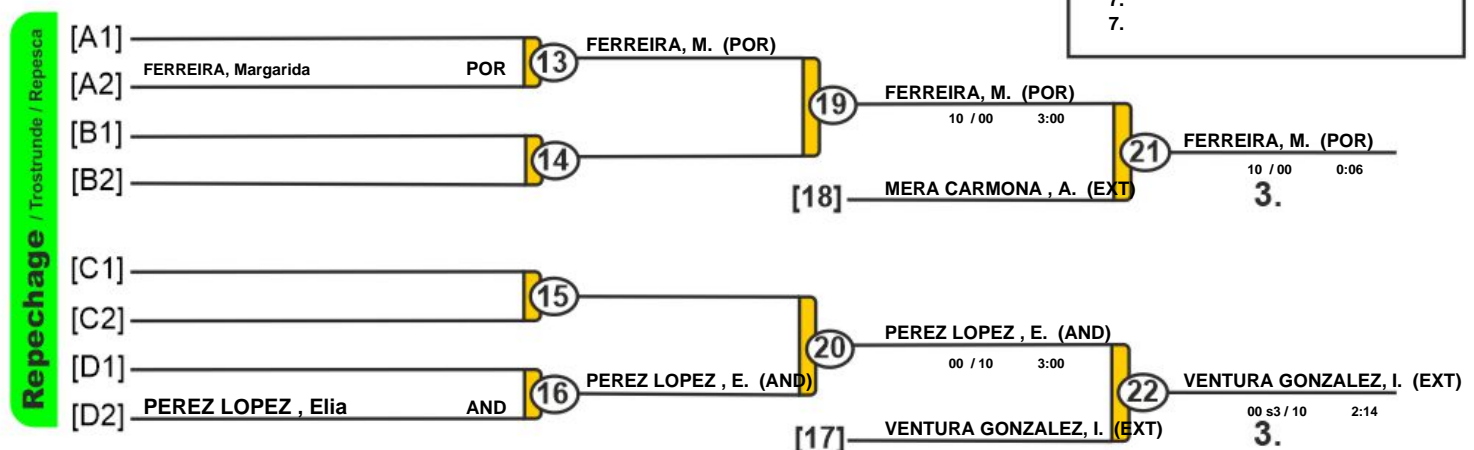 7.
7.
Repechage / Trostrunde / Repesca
[A1]
FERREIRA, Margarida POR
[A2]
13
FERREIRA, M. (POR)
[B1]
14
[B2]
19
FERREIRA, M. (POR)
10 / 00 3:00
[18]
MERA CARMONA , A. (EXT)
21
FERREIRA, M. (POR)
10 / 00 0:06
3.
[C1]
15
[C2]
[D1]
16
PEREZ LOPEZ , E. (AND)
[D2]
PEREZ LOPEZ , Elia AND
20
PEREZ LOPEZ , E. (AND)
00 / 10 3:00
[17]
VENTURA GONZALEZ, I. (EXT)
22
VENTURA GONZALEZ, I. (EXT)
00 s3 / 10 2:14
3.